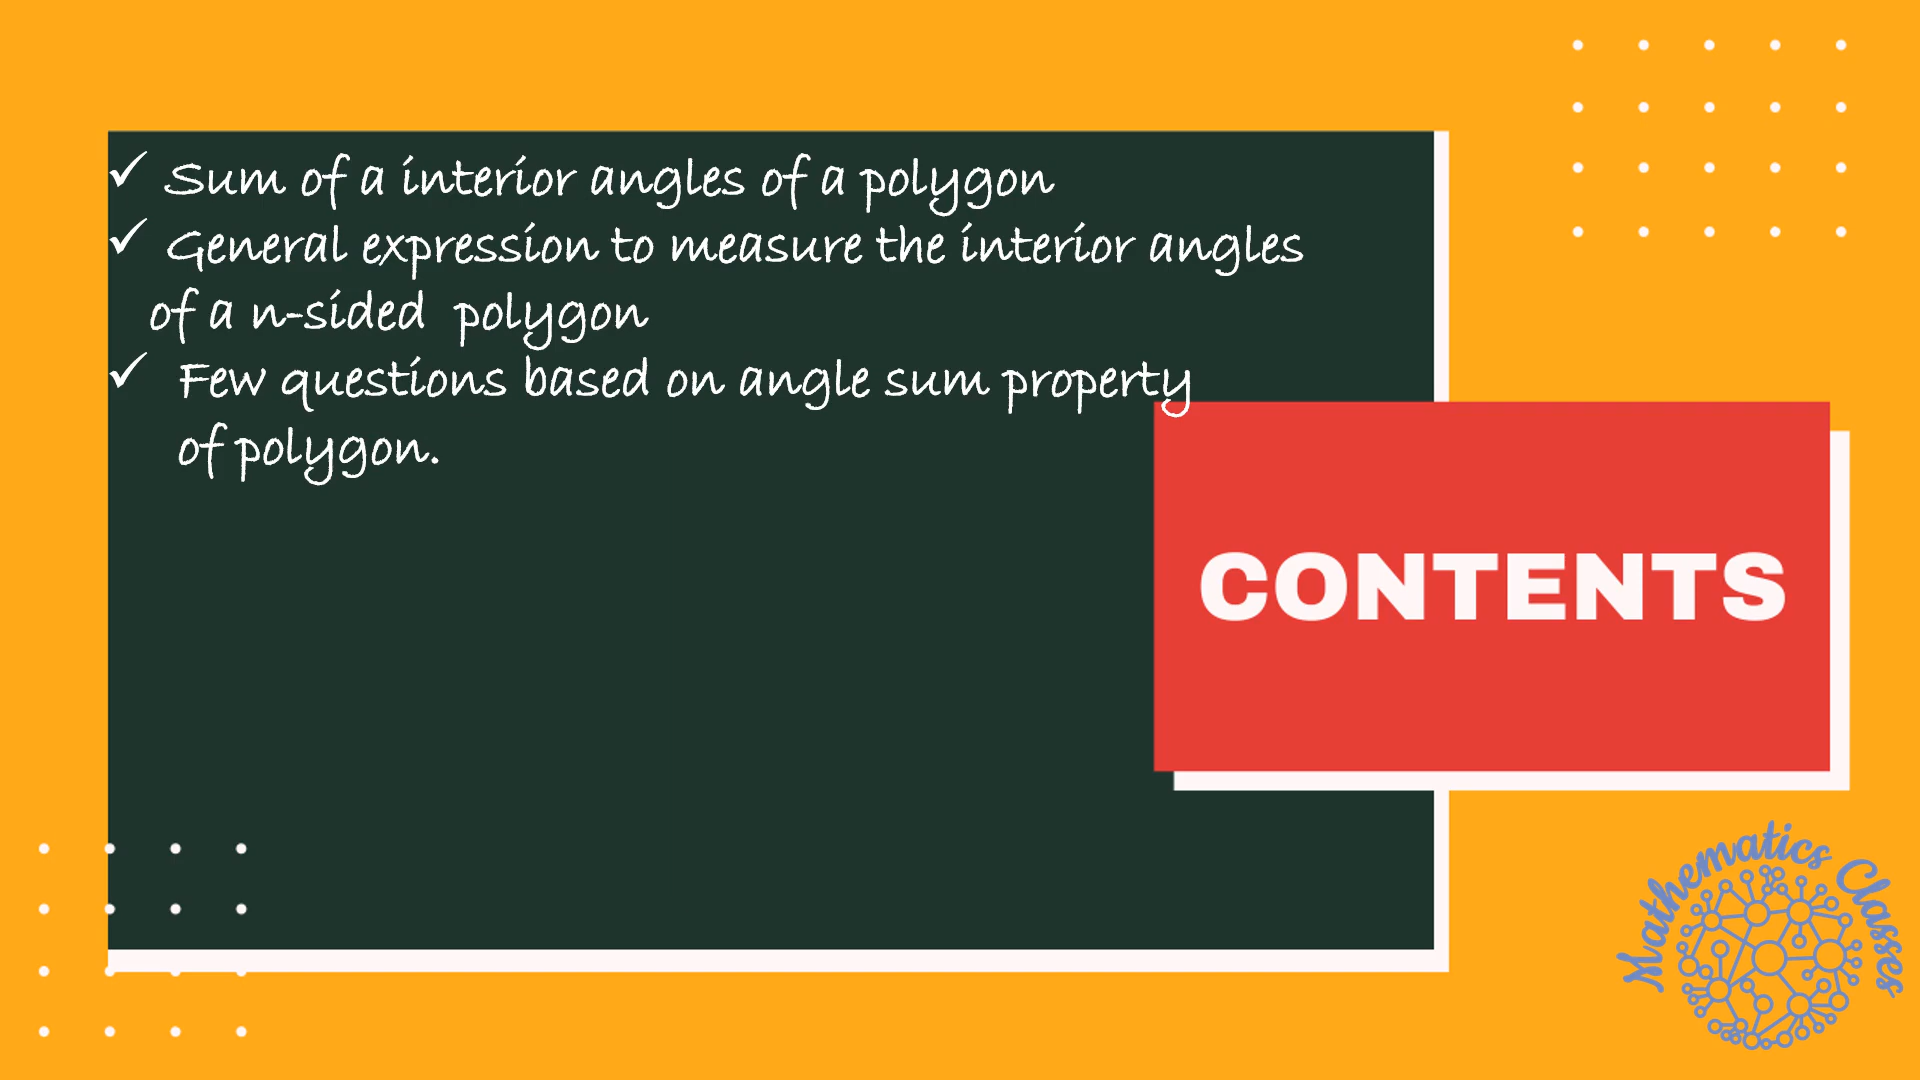 ✓ Sum of a interior angles of a polygon
✓ General expression to measure the interior angles
of a n-sided polygon
✓ Few questions based on angle sum property
of polygon.
CONTENTS
Mathematics Classes